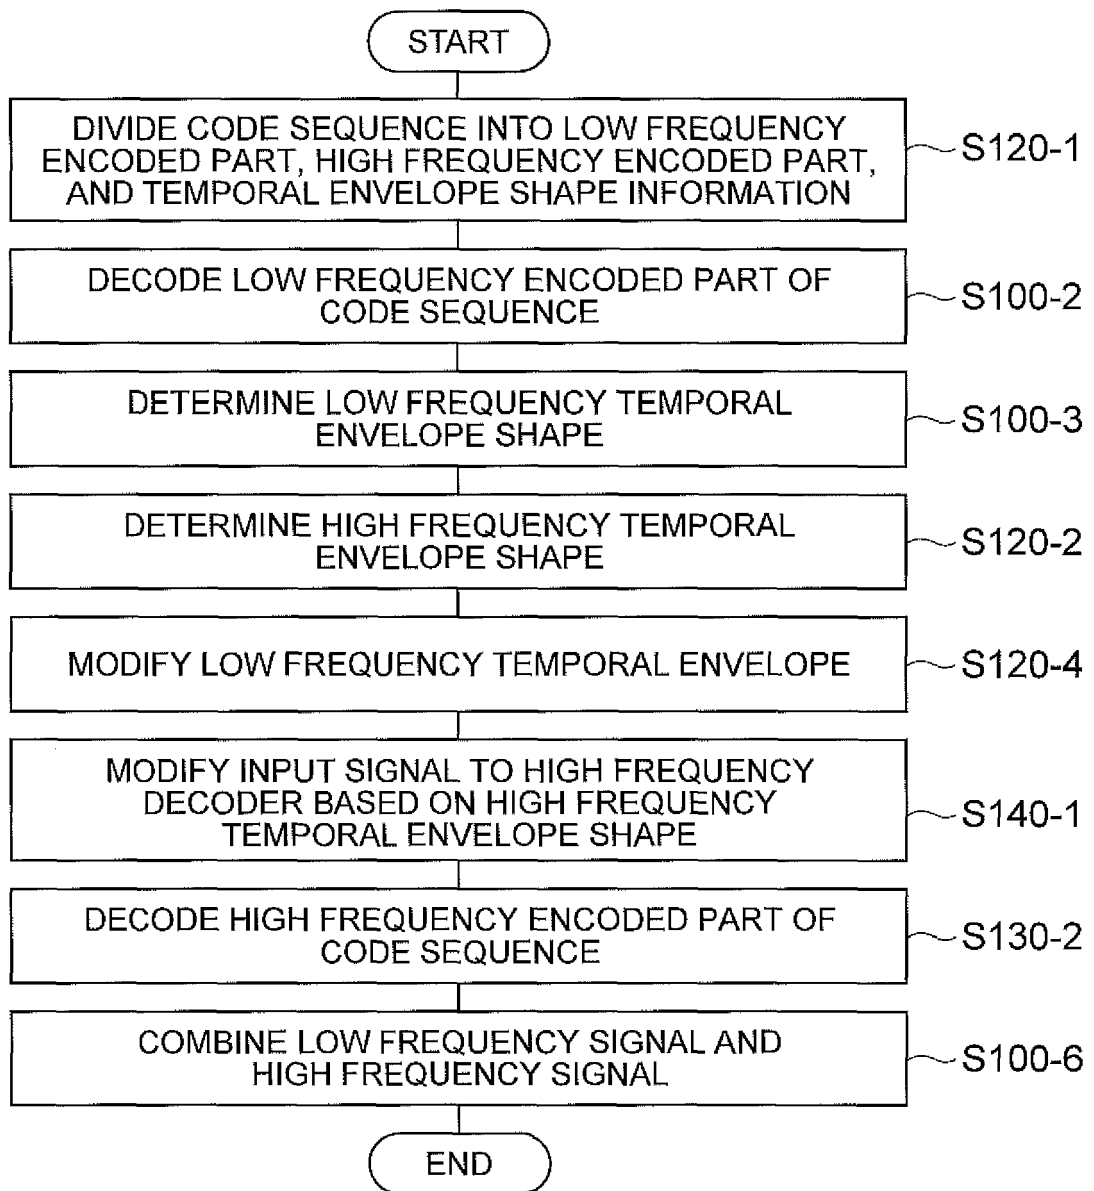 START
DIVIDE CODE SEQUENCE INTO LOW FREQUENCY
ENCODED PART, HIGH FREQUENCY ENCODED PART,
AND TEMPORAL ENVELOPE SHAPE INFORMATION
S120-1
DECODE LOW FREQUENCY ENCODED PART OF
CODE SEQUENCE
S100-2
DETERMINE LOW FREQUENCY TEMPORAL
ENVELOPE SHAPE
S100-3
DETERMINE HIGH FREQUENCY TEMPORAL
ENVELOPE SHAPE
S120-2
MODIFY LOW FREQUENCY TEMPORAL ENVELOPE
S120-4
MODIFY INPUT SIGNAL TO HIGH FREQUENCY
DECODER BASED ON HIGH FREQUENCY
TEMPORAL ENVELOPE SHAPE
S140-1
DECODE HIGH FREQUENCY ENCODED PART OF
CODE SEQUENCE
S130-2
COMBINE LOW FREQUENCY SIGNAL AND
HIGH FREQUENCY SIGNAL
S100-6
END